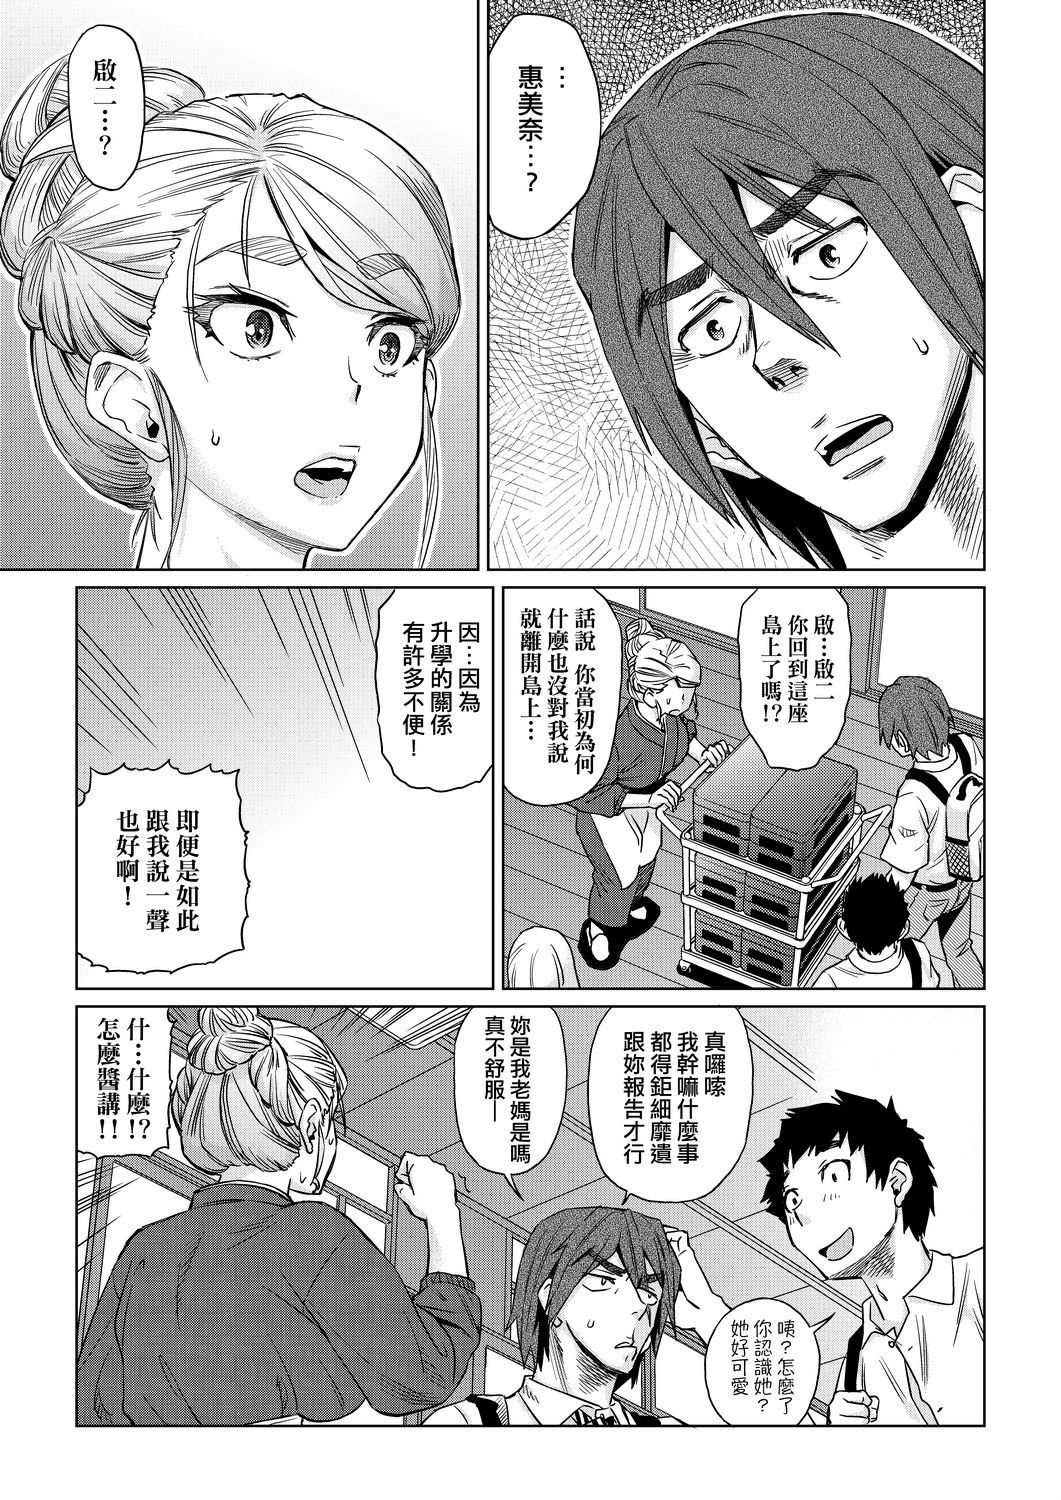 …
惠美奈…？
啟二…？
啟…啟二
你回到這座
島上了嗎!?
話說 你當初為何
什麼也沒對我說
就離開島上…
因…因為
升學的關係
有許多不便！
即便是如此
跟我說一聲
也好啊！
真囉嗦
我幹嘛什麼事
都得鉅細靡遺
跟妳報告才行
妳是我老媽是嗎
真不舒服—
咦？怎麼了
你認識她？
她好可愛
什…什麼!?
怎麼醬講!!